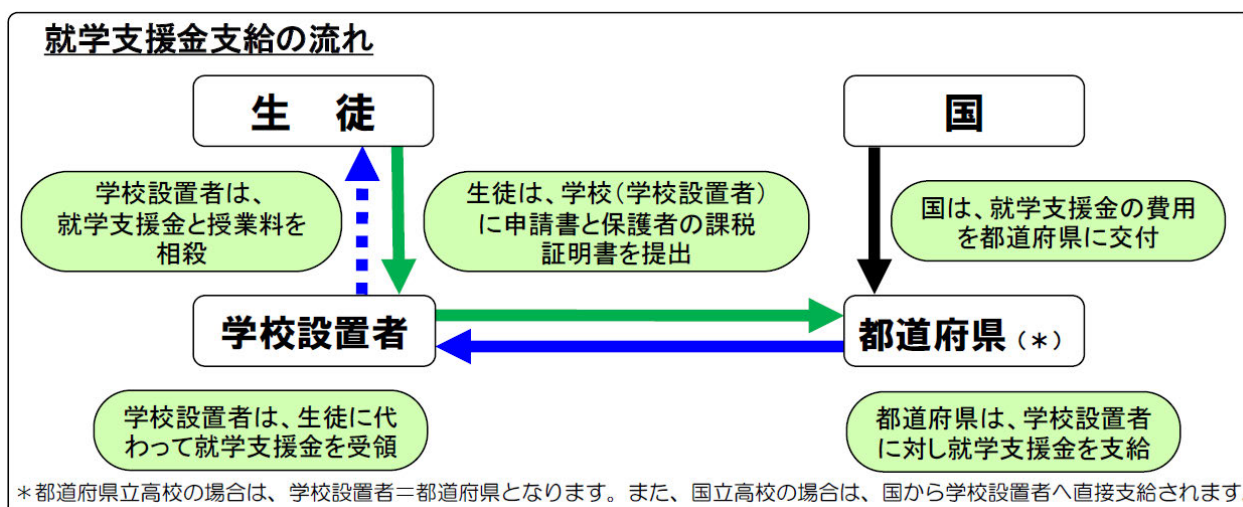 就学支援金支給の流れ
生　徒
国
学校設置者は、
就学支援金と授業料を
相殺
生徒は、学校(学校設置者)
に申請書と保護者の課税
証明書を提出
国は、就学支援金の費用
を都道府県に交付
学校設置者
都道府県(＊)
学校設置者は、生徒に代
わって就学支援金を受領
都道府県は、学校設置者
に対し就学支援金を支給
＊都道府県立高校の場合は、学校設置者＝都道府県となります。また、国立高校の場合は、国から学校設置者へ直接支給されます。